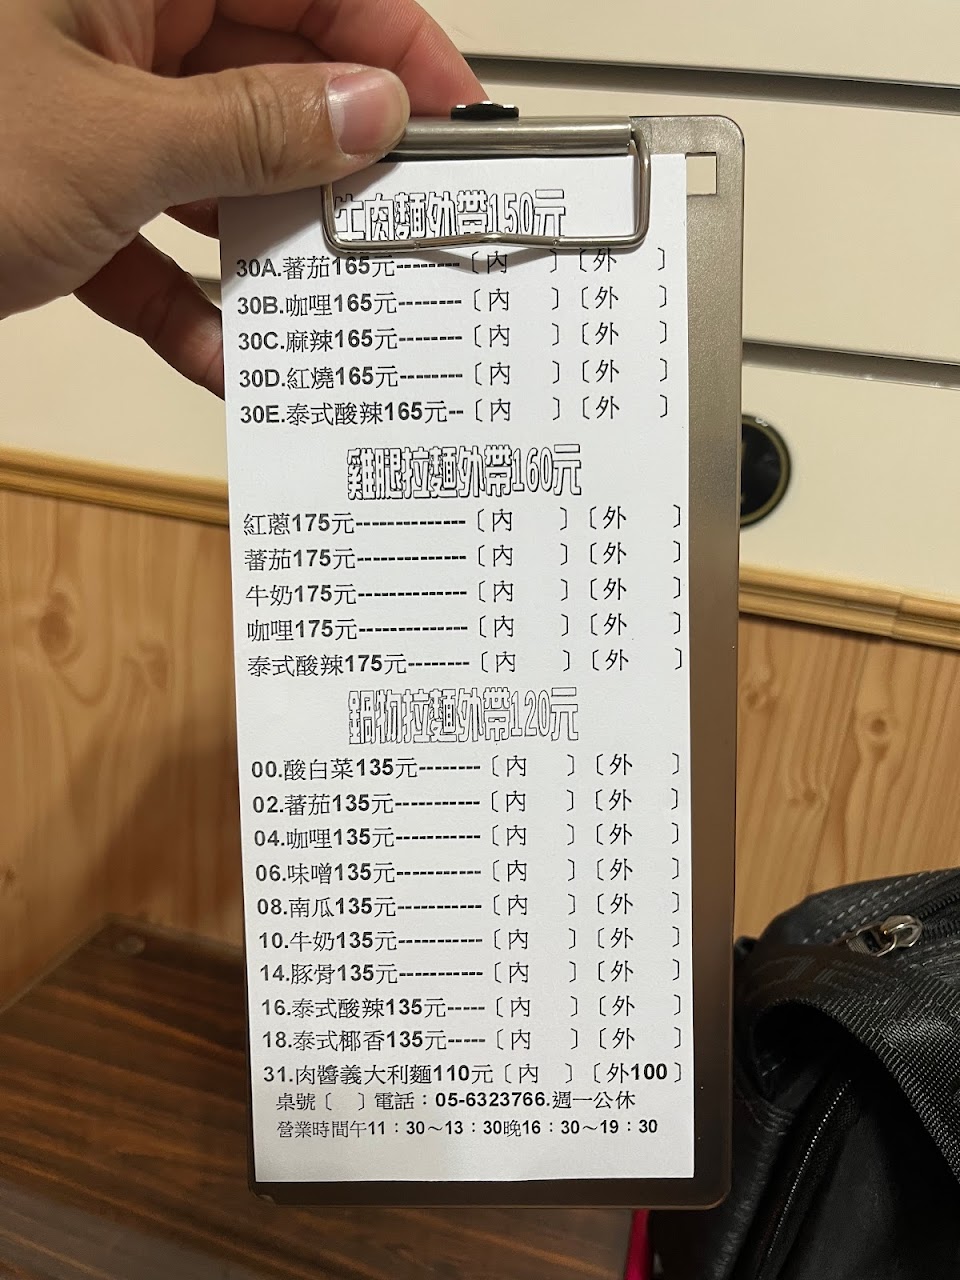 牛肉麵外帶150元
30A.蕃茄165元--------〔內　〕〔外　〕
30B.咖哩165元--------〔內　〕〔外　〕
30C.麻辣165元--------〔內　〕〔外　〕
30D.紅燒165元--------〔內　〕〔外　〕
30E.泰式酸辣165元--〔內　〕〔外　〕
雞腿拉麵外帶160元
紅蔥175元--------------〔內　〕〔外　〕
蕃茄175元--------------〔內　〕〔外　〕
牛奶175元--------------〔內　〕〔外　〕
咖哩175元--------------〔內　〕〔外　〕
泰式酸辣175元--------〔內　〕〔外　〕
鍋物拉麵外帶120元
00.酸白菜135元--------〔內　〕〔外　〕
02.蕃茄135元-----------〔內　〕〔外　〕
04.咖哩135元-----------〔內　〕〔外　〕
06.味噌135元-----------〔內　〕〔外　〕
08.南瓜135元-----------〔內　〕〔外　〕
10.牛奶135元-----------〔內　〕〔外　〕
14.豚骨135元-----------〔內　〕〔外　〕
16.泰式酸辣135元-----〔內　〕〔外　〕
18.泰式椰香135元-----〔內　〕〔外　〕
31.肉醬義大利麵110元〔內　〕〔外100〕
桌號〔　〕電話：05-6323766.週一公休
營業時間午11：30～13：30晚16：30～19：30